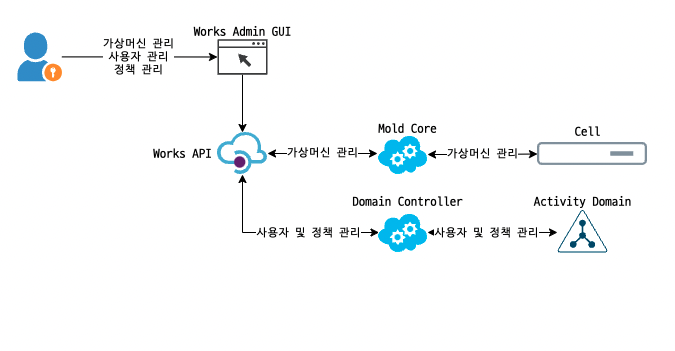 Works Admin GUI
가상머신 관리
사용자 관리
정책 관리
Mold Core
Cell
Works API
가상머신 관리
가상머신 관리
Domain Controller
Activity Domain
사용자 및 정책 관리
사용자 및 정책 관리